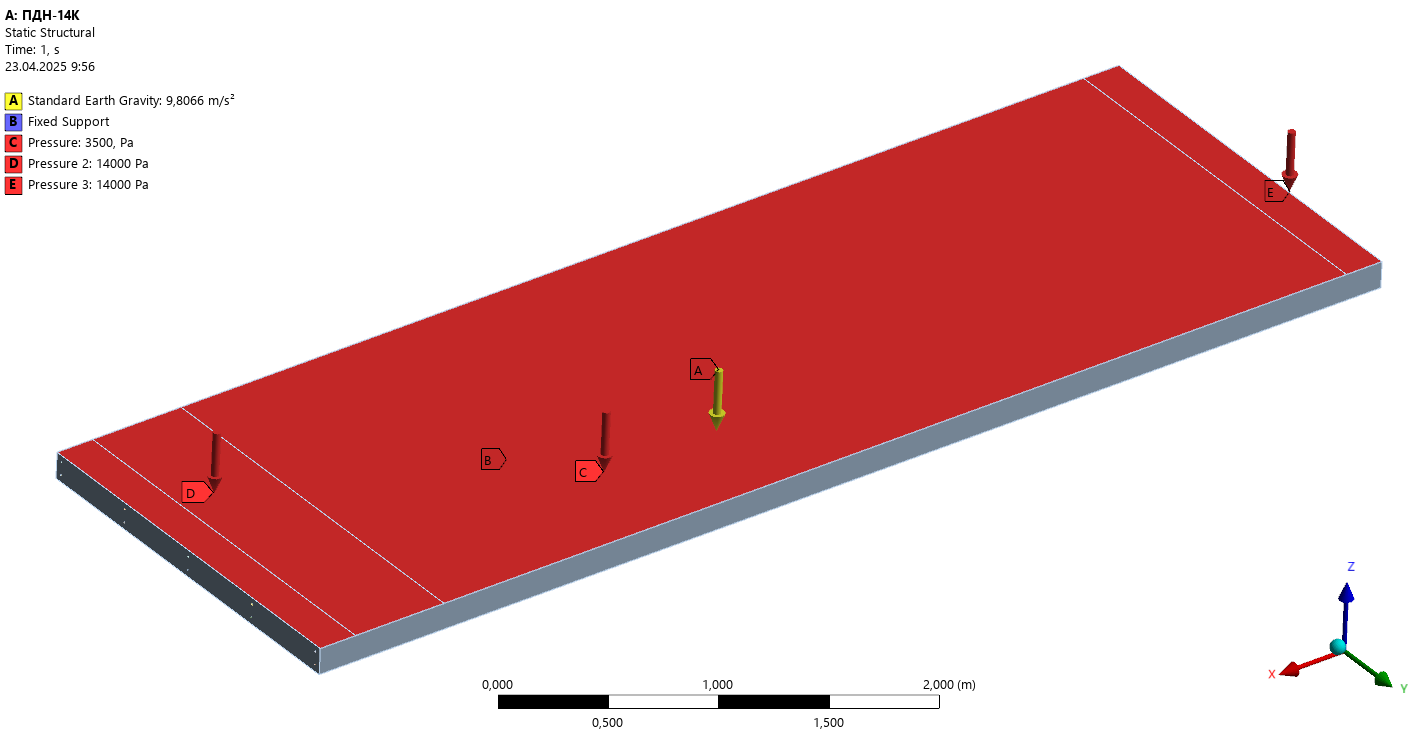 A: ПДН-14К
Static Structural
Time: 1, s
23.04.2025 9:56
A Standard Earth Gravity: 9,8066 m/s²
B Fixed Support
C Pressure: 3500, Pa
D Pressure 2: 14000 Pa
E Pressure 3: 14000 Pa
E
A
B
C
D
Z
X
Y
0,000 1,000 2,000 (m)
0,500 1,500